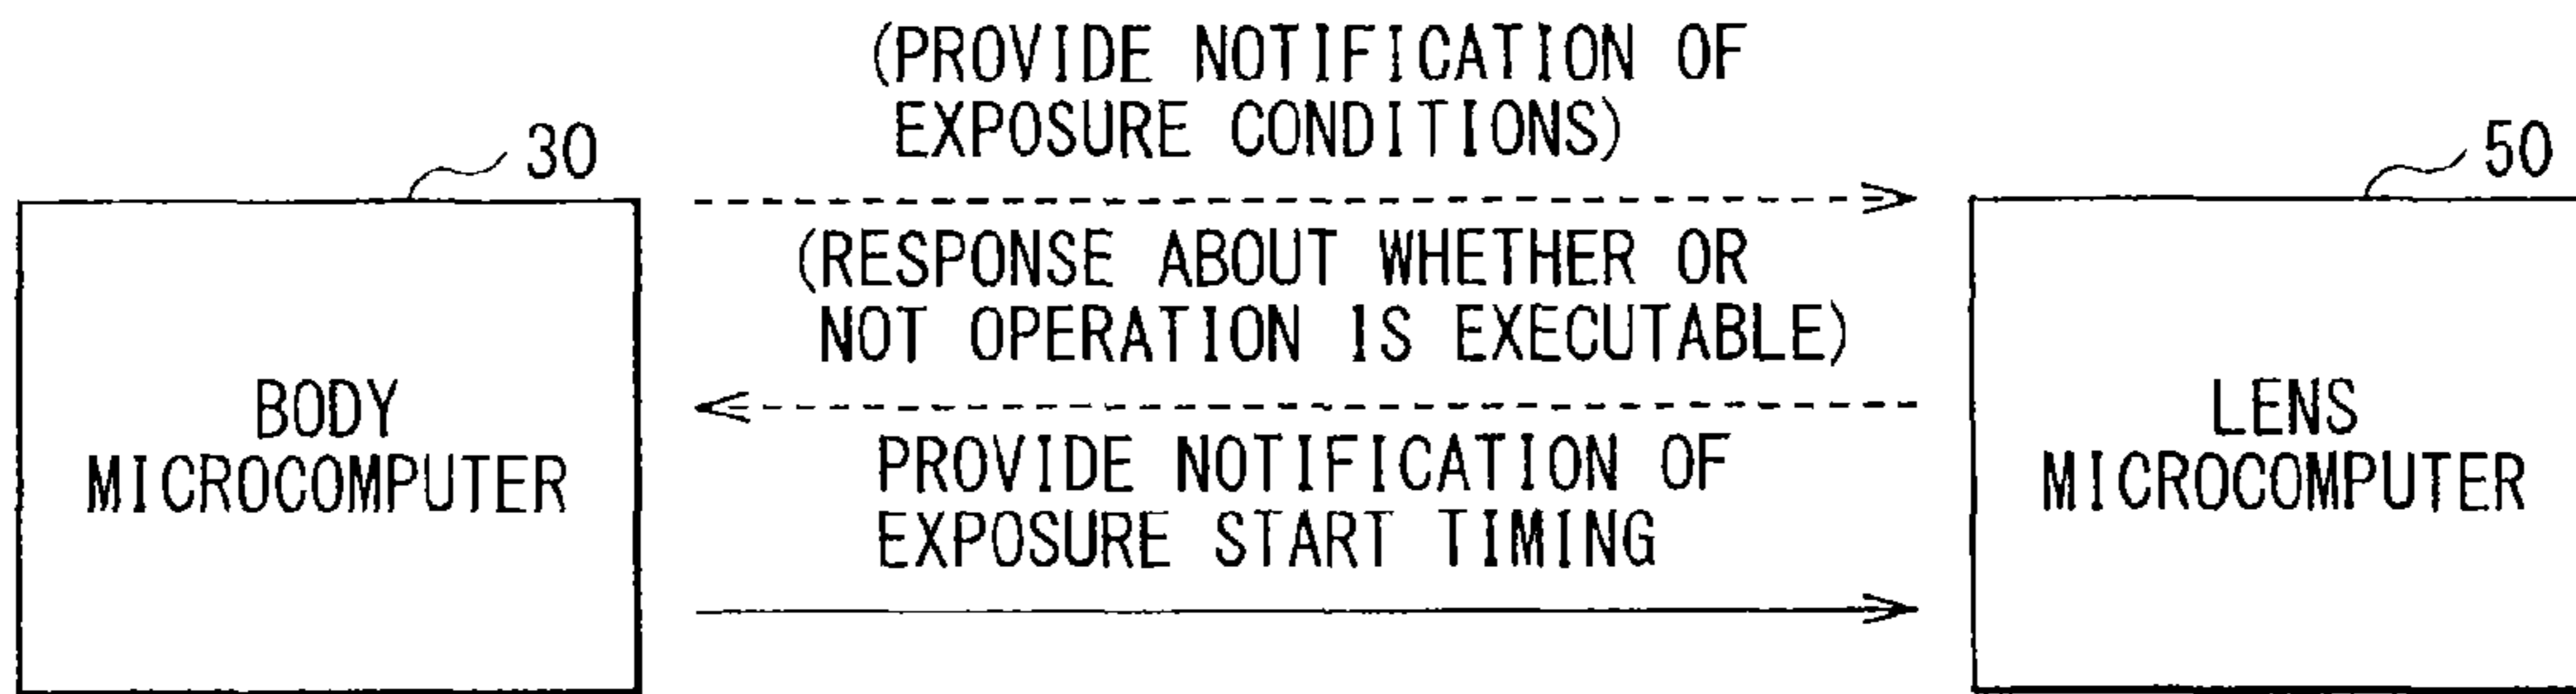 (PROVIDE NOTIFICATION OF
EXPOSURE CONDITIONS)
30
50
(RESPONSE ABOUT WHETHER OR
NOT OPERATION IS EXECUTABLE)
BODY
MICROCOMPUTER
LENS
MICROCOMPUTER
PROVIDE NOTIFICATION OF
EXPOSURE START TIMING